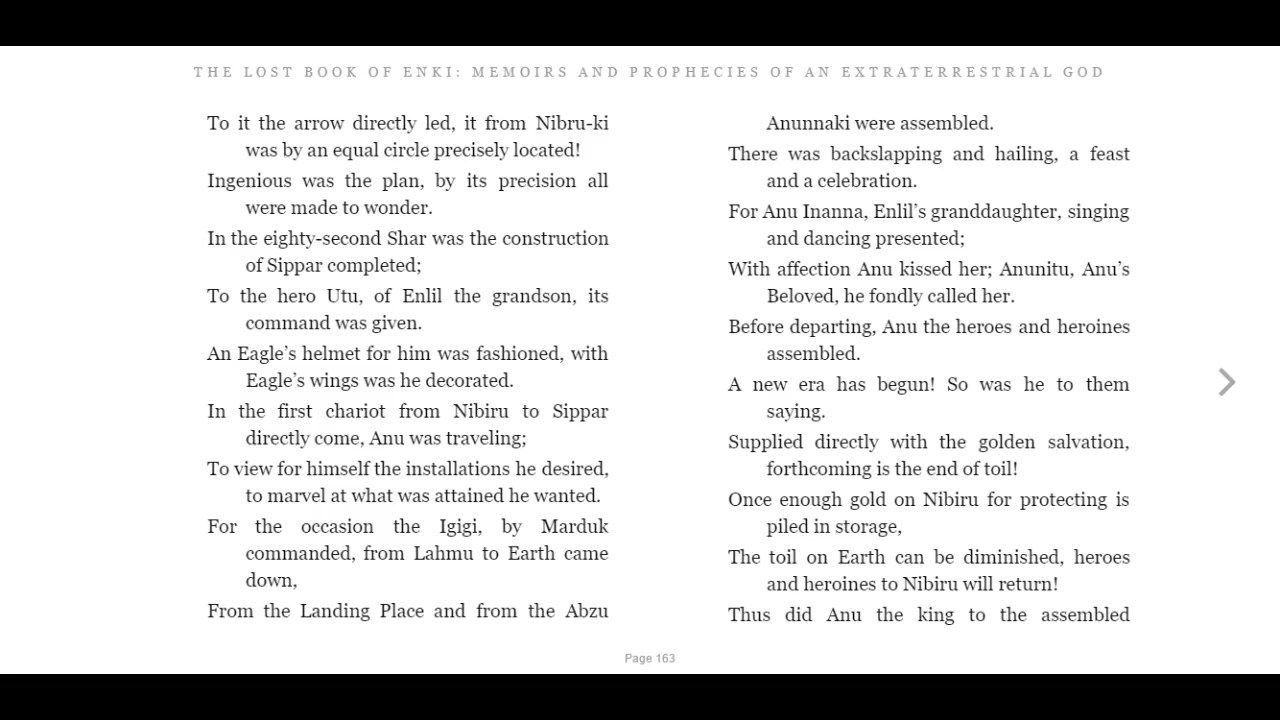 THE LOST BOOK OF ENKI: MEMOIRS AND PROPHECIES OF AN EXTRATERRESTRIAL GOD
To it the arrow directly led, it from Nibru-ki
was by an equal circle precisely located!
Ingenious was the plan, by its precision all
were made to wonder.
In the eighty-second Shar was the construction
of Sippar completed;
To the hero Utu, of Enlil the grandson, its
command was given.
An Eagle’s helmet for him was fashioned, with
Eagle’s wings was he decorated.
In the first chariot from Nibiru to Sippar
directly come, Anu was traveling;
To view for himself the installations he desired,
to marvel at what was attained he wanted.
For the occasion the Igigi, by Marduk
commanded, from Lahmu to Earth came
down,
From the Landing Place and from the Abzu
Anunnaki were assembled.
There was backslapping and hailing, a feast
and a celebration.
For Anu Inanna, Enlil’s granddaughter, singing
and dancing presented;
With affection Anu kissed her; Anunitu, Anu’s
Beloved, he fondly called her.
Before departing, Anu the heroes and heroines
assembled.
A new era has begun! So was he to them
saying.
Supplied directly with the golden salvation,
forthcoming is the end of toil!
Once enough gold on Nibiru for protecting is
piled in storage,
The toil on Earth can be diminished, heroes
and heroines to Nibiru will return!
Thus did Anu the king to the assembled
Page 163